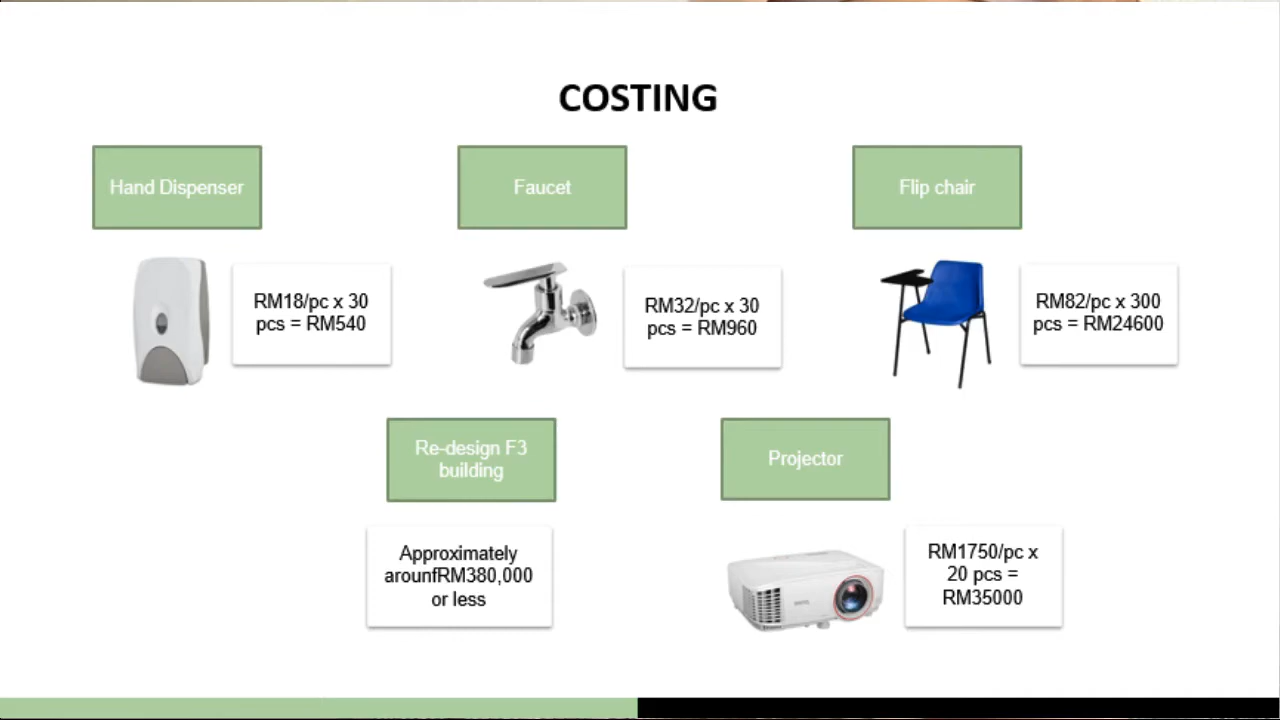 COSTING
Hand Dispenser
Faucet
Flip chair
RM18/pc x 30
pcs = RM540
RM32/pc x 30
pcs = RM960
RM82/pc x 300
pcs = RM24600
Re-design F3
building
Projector
Approximately
arounfRM380,000
or less
BENQ
RM1750/pc x
20 pcs =
RM35000